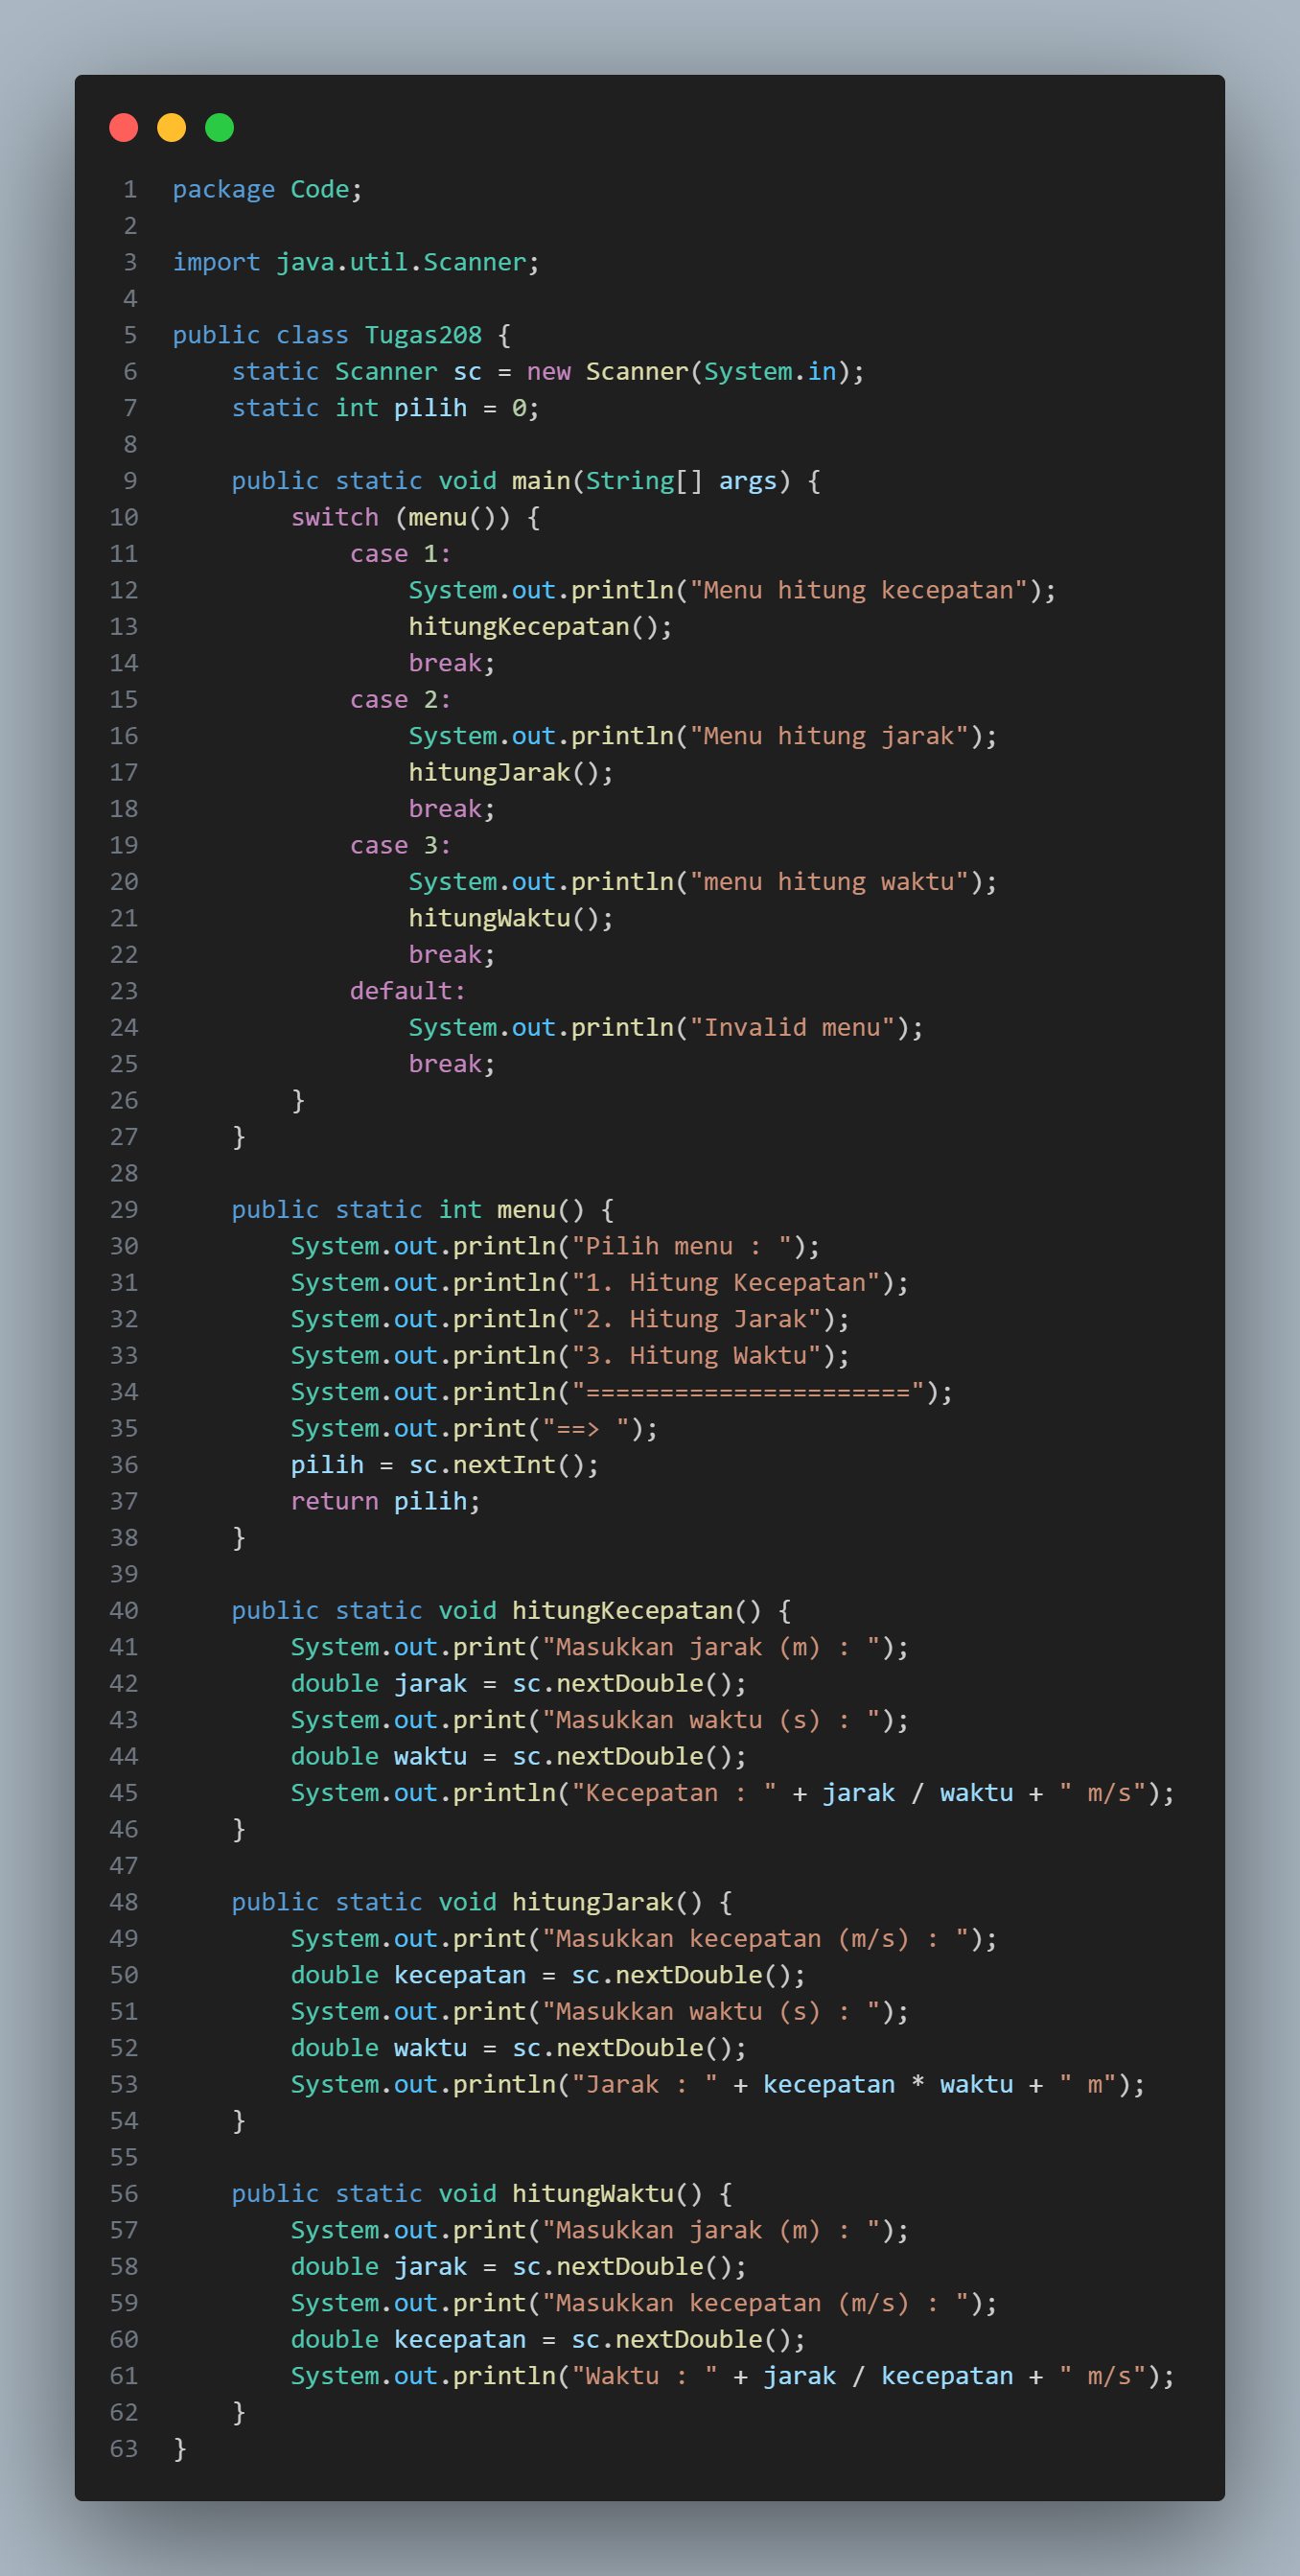 1 package Code;
2
3 import java.util.Scanner;
4
5 public class Tugas208 {
6     static Scanner sc = new Scanner(System.in);
7     static int pilih = 0;
8
9     public static void main(String[] args) {
10         switch (menu()) {
11             case 1:
12                 System.out.println("Menu hitung kecepatan");
13                 hitungKecepatan();
14                 break;
15             case 2:
16                 System.out.println("Menu hitung jarak");
17                 hitungJarak();
18                 break;
19             case 3:
20                 System.out.println("menu hitung waktu");
21                 hitungWaktu();
22                 break;
23             default:
24                 System.out.println("Invalid menu");
25                 break;
26         }
27     }
28
29     public static int menu() {
30         System.out.println("Pilih menu : ");
31         System.out.println("1. Hitung Kecepatan");
32         System.out.println("2. Hitung Jarak");
33         System.out.println("3. Hitung Waktu");
34         System.out.println("======================");
35         System.out.print("==> ");
36         pilih = sc.nextInt();
37         return pilih;
38     }
39
40     public static void hitungKecepatan() {
41         System.out.print("Masukkan jarak (m) : ");
42         double jarak = sc.nextDouble();
43         System.out.print("Masukkan waktu (s) : ");
44         double waktu = sc.nextDouble();
45         System.out.println("Kecepatan : " + jarak / waktu + " m/s");
46     }
47
48     public static void hitungJarak() {
49         System.out.print("Masukkan kecepatan (m/s) : ");
50         double kecepatan = sc.nextDouble();
51         System.out.print("Masukkan waktu (s) : ");
52         double waktu = sc.nextDouble();
53         System.out.println("Jarak : " + kecepatan * waktu + " m");
54     }
55
56     public static void hitungWaktu() {
57         System.out.print("Masukkan jarak (m) : ");
58         double jarak = sc.nextDouble();
59         System.out.print("Masukkan kecepatan (m/s) : ");
60         double kecepatan = sc.nextDouble();
61         System.out.println("Waktu : " + jarak / kecepatan + " m/s");
62     }
63 }